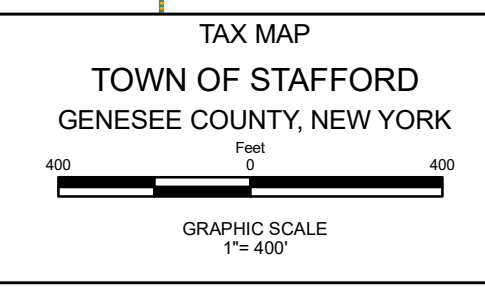 TAX MAP
TOWN OF STAFFORD
GENESEE COUNTY, NEW YORK
Feet
400 0 400
GRAPHIC SCALE
1"= 400'